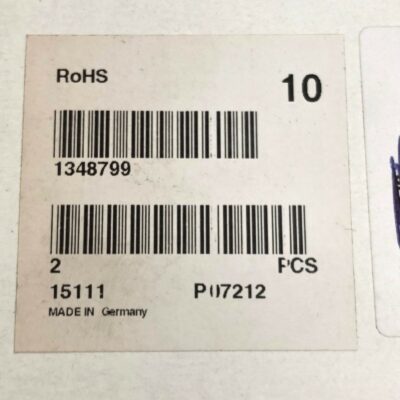 RoHS
10
1348799
2 PCS
15111 P07212
MADE IN Germany